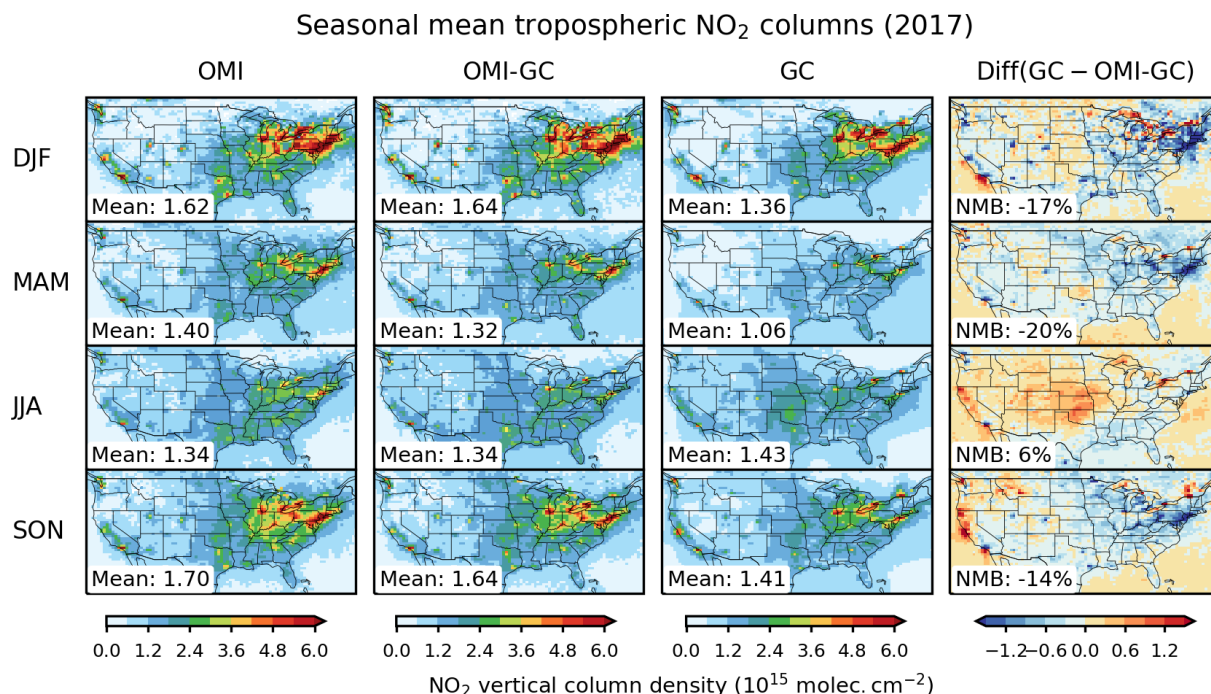 Seasonal mean tropospheric NO₂ columns (2017)
OMI OMI-GC GC Diff(GC − OMI-GC)
DJF
Mean: 1.62 Mean: 1.64 Mean: 1.36 NMB: -17%
MAM
Mean: 1.40 Mean: 1.32 Mean: 1.06 NMB: -20%
JJA
Mean: 1.34 Mean: 1.34 Mean: 1.43 NMB: 6%
SON
Mean: 1.70 Mean: 1.64 Mean: 1.41 NMB: -14%
0.0 1.2 2.4 3.6 4.8 6.0 0.0 1.2 2.4 3.6 4.8 6.0 0.0 1.2 2.4 3.6 4.8 6.0 −1.2 −0.6 0.0 0.6 1.2
NO₂ vertical column density (10¹⁵ molec. cm⁻²)